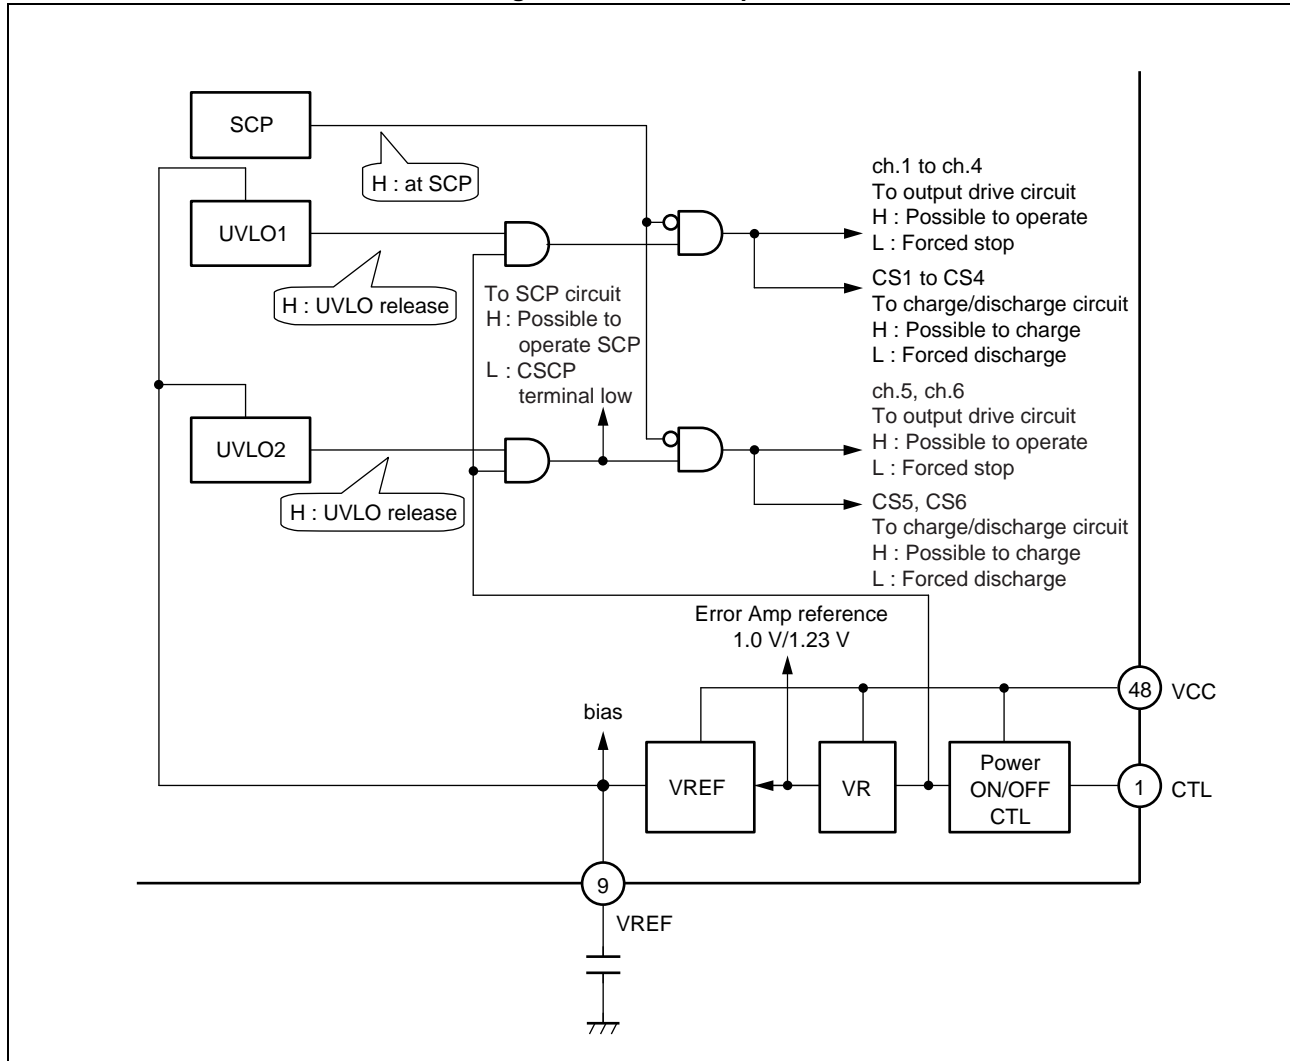 SCP
H : at SCP
UVLO1
H : UVLO release
ch.1 to ch.4
To output drive circuit
H : Possible to operate
L : Forced stop
CS1 to CS4
To charge/discharge circuit
H : Possible to charge
L : Forced discharge
To SCP circuit
H : Possible to
operate SCP
L : CSCP
terminal low
UVLO2
H : UVLO release
ch.5, ch.6
To output drive circuit
H : Possible to operate
L : Forced stop
CS5, CS6
To charge/discharge circuit
H : Possible to charge
L : Forced discharge
Error Amp reference
1.0 V/1.23 V
bias
48 VCC
VREF
VR
Power
ON/OFF
CTL
1 CTL
9
VREF